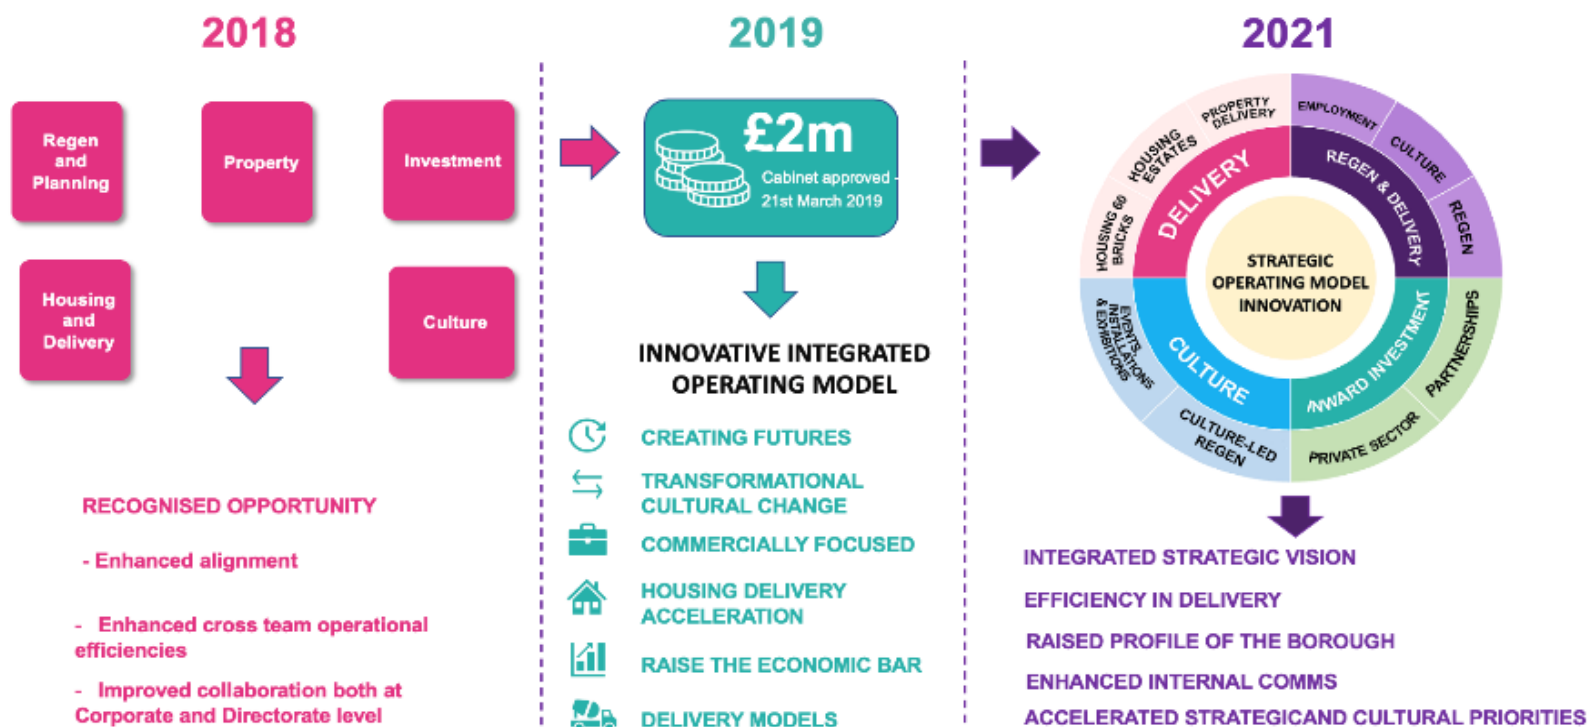 2018
Regen
and
Planning
Property
Investment
Housing
and
Delivery
Culture
RECOGNISED OPPORTUNITY
- Enhanced alignment
- Enhanced cross team operational
efficiencies
- Improved collaboration both at
Corporate and Directorate level
2019
£2m
Cabinet approved -
21st March 2019
INNOVATIVE INTEGRATED
OPERATING MODEL
CREATING FUTURES
TRANSFORMATIONAL
CULTURAL CHANGE
COMMERCIALLY FOCUSED
HOUSING DELIVERY
ACCELERATION
RAISE THE ECONOMIC BAR
DELIVERY MODELS
2021
HOUSING 60
BRICKS
HOUSING
ESTATES
PROPERTY
DELIVERY
EMPLOYMENT
CULTURE
REGEN
PARTNERSHIPS
PRIVATE SECTOR
CULTURE-LED
REGEN
EVENTS,
INSTALLATIONS
& EXHIBITIONS
DELIVERY
REGEN & DELIVERY
INWARD INVESTMENT
CULTURE
STRATEGIC
OPERATING MODEL
INNOVATION
INTEGRATED STRATEGIC VISION
EFFICIENCY IN DELIVERY
RAISED PROFILE OF THE BOROUGH
ENHANCED INTERNAL COMMS
ACCELERATED STRATEGICAND CULTURAL PRIORITIES